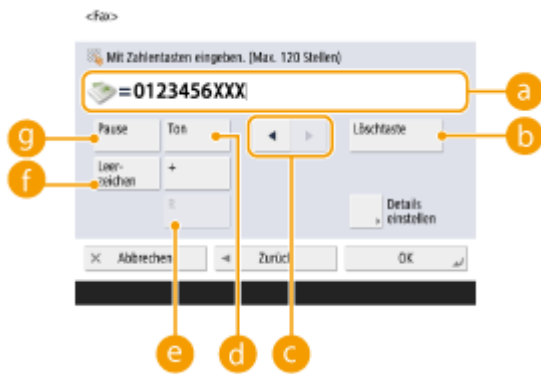 <Fax>
Mit Zahlentasten eingeben. (Max. 120 Stellen)
=0123456XXX
a
g
Pause
Ton
◄
►
Löschtaste
b
f
Leer-
zeichen
+
R
Details
einstellen
× Abbrechen
◄ Zurück
OK
e
d
c